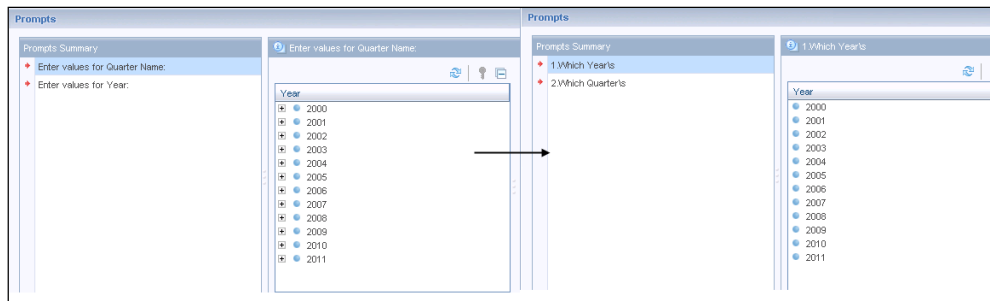 Prompts
Prompts Summary
Enter values for Quarter Name:
Enter values for Year:
Enter values for Quarter Name:
Year
2000
2001
2002
2003
2004
2005
2006
2007
2008
2009
2010
2011
Prompts
Prompts Summary
1.Which Year\s
2.Which Quarter\s
1.Which Year\s
Year
2000
2001
2002
2003
2004
2005
2006
2007
2008
2009
2010
2011